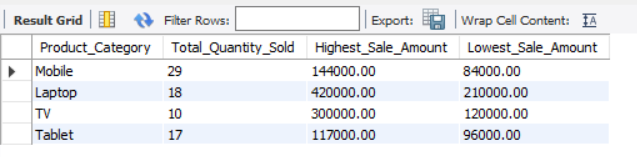 Result Grid Filter Rows: Export: Wrap Cell Content: IA
Product_Category Total_Quantity_Sold Highest_Sale_Amount Lowest_Sale_Amount
Mobile 29 144000.00 84000.00
Laptop 18 420000.00 210000.00
TV 10 300000.00 120000.00
Tablet 17 117000.00 96000.00